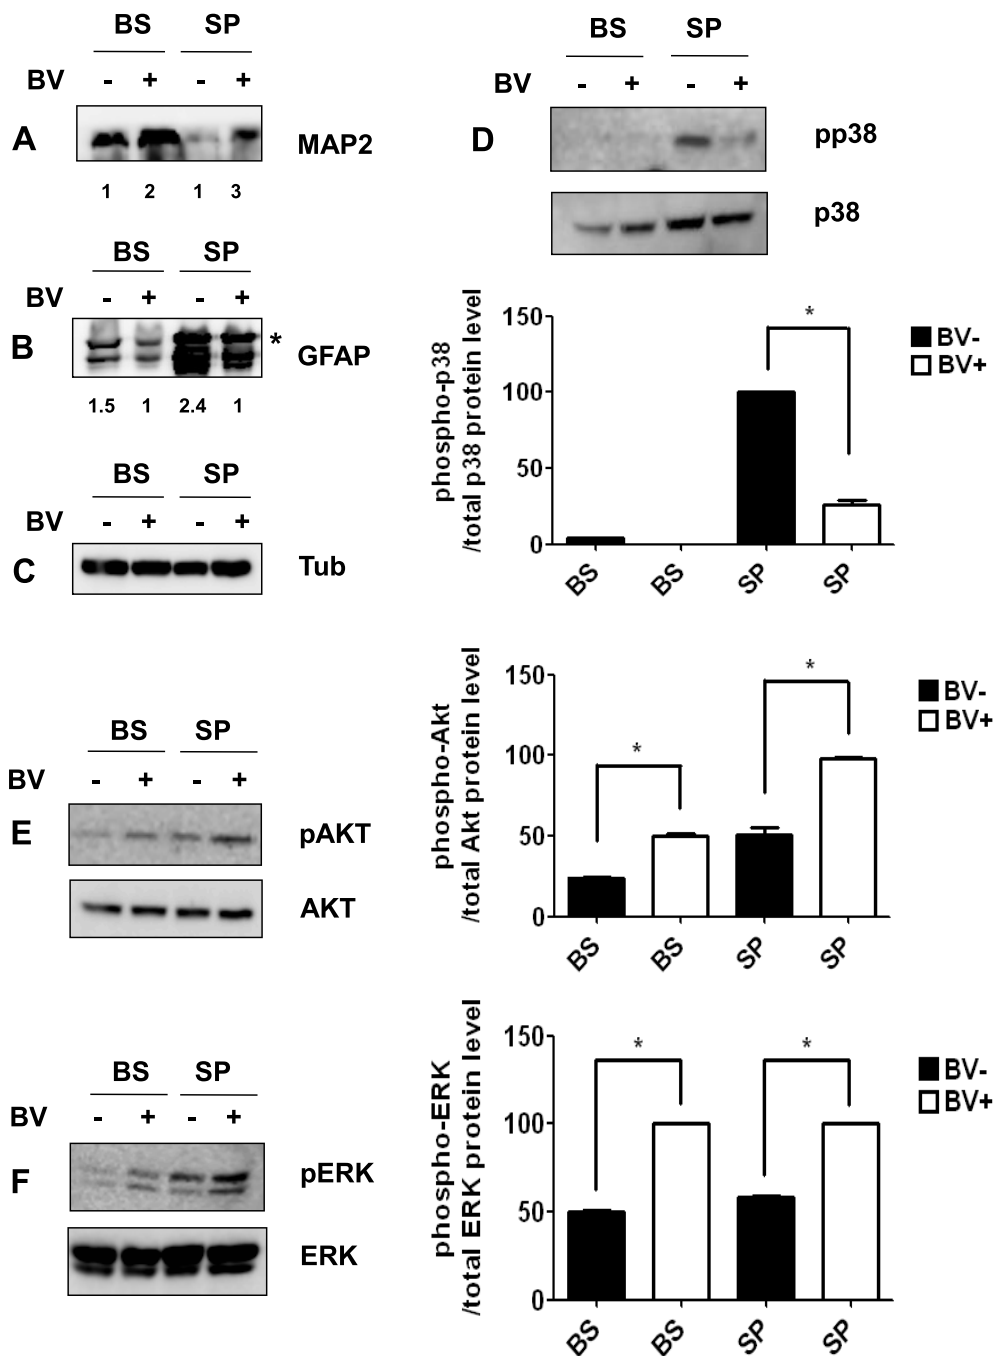 BS SP
BV - + - +
A MAP2
1 2 1 3
BS SP
BV - + - +
B * GFAP
1.5 1 2.4 1
BS SP
BV - + - +
C Tub
BS SP
BV - + - +
D pp38
p38
phospho-p38
/total p38 protein level
150
100
50
0
*
BV-
BV+
BS BS SP SP
BS SP
BV - + - +
E pAKT
AKT
phospho-Akt
/total Akt protein level
150
100
50
0
* *
BV-
BV+
BS BS SP SP
BS SP
BV - + - +
F pERK
ERK
phospho-ERK
/total ERK protein level
150
100
50
0
* *
BV-
BV+
BS BS SP SP